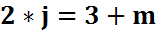 2 * j = 3 + m